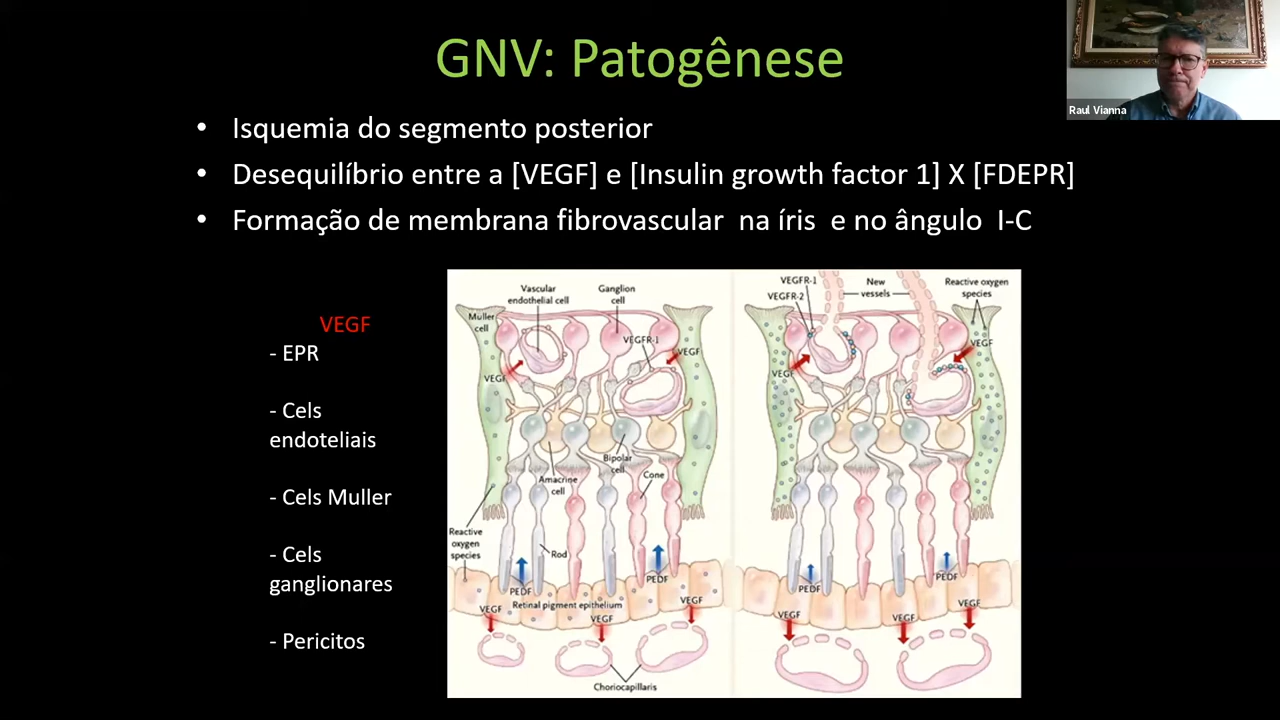 GNV: Patogênese
Raul Vianna
• Isquemia do segmento posterior
• Desequilíbrio entre a [VEGF] e [Insulin growth factor 1] X [FDEPR]
• Formação de membrana fibrovascular na íris e no ângulo I-C
VEGF
- EPR
- Cels
endoteliais
- Cels Muller
- Cels
ganglionares
- Pericitos
Vascular
endothelial cell
Ganglion
cell
Muller
cell
VEGFR-1
VEGF
VEGF
Bipolar
cell
Amacrine
cell
Cone
Reactive
oxygen
species
Rod
PEDF
PEDF
Retinal pigment epithelium
VEGF
VEGF
VEGF
Choriocapillaris
VEGFR-1
VEGFR-2
New
vessels
Reactive oxygen
species
VEGF
VEGF
PEDF
PEDF
VEGF
VEGF
VEGF